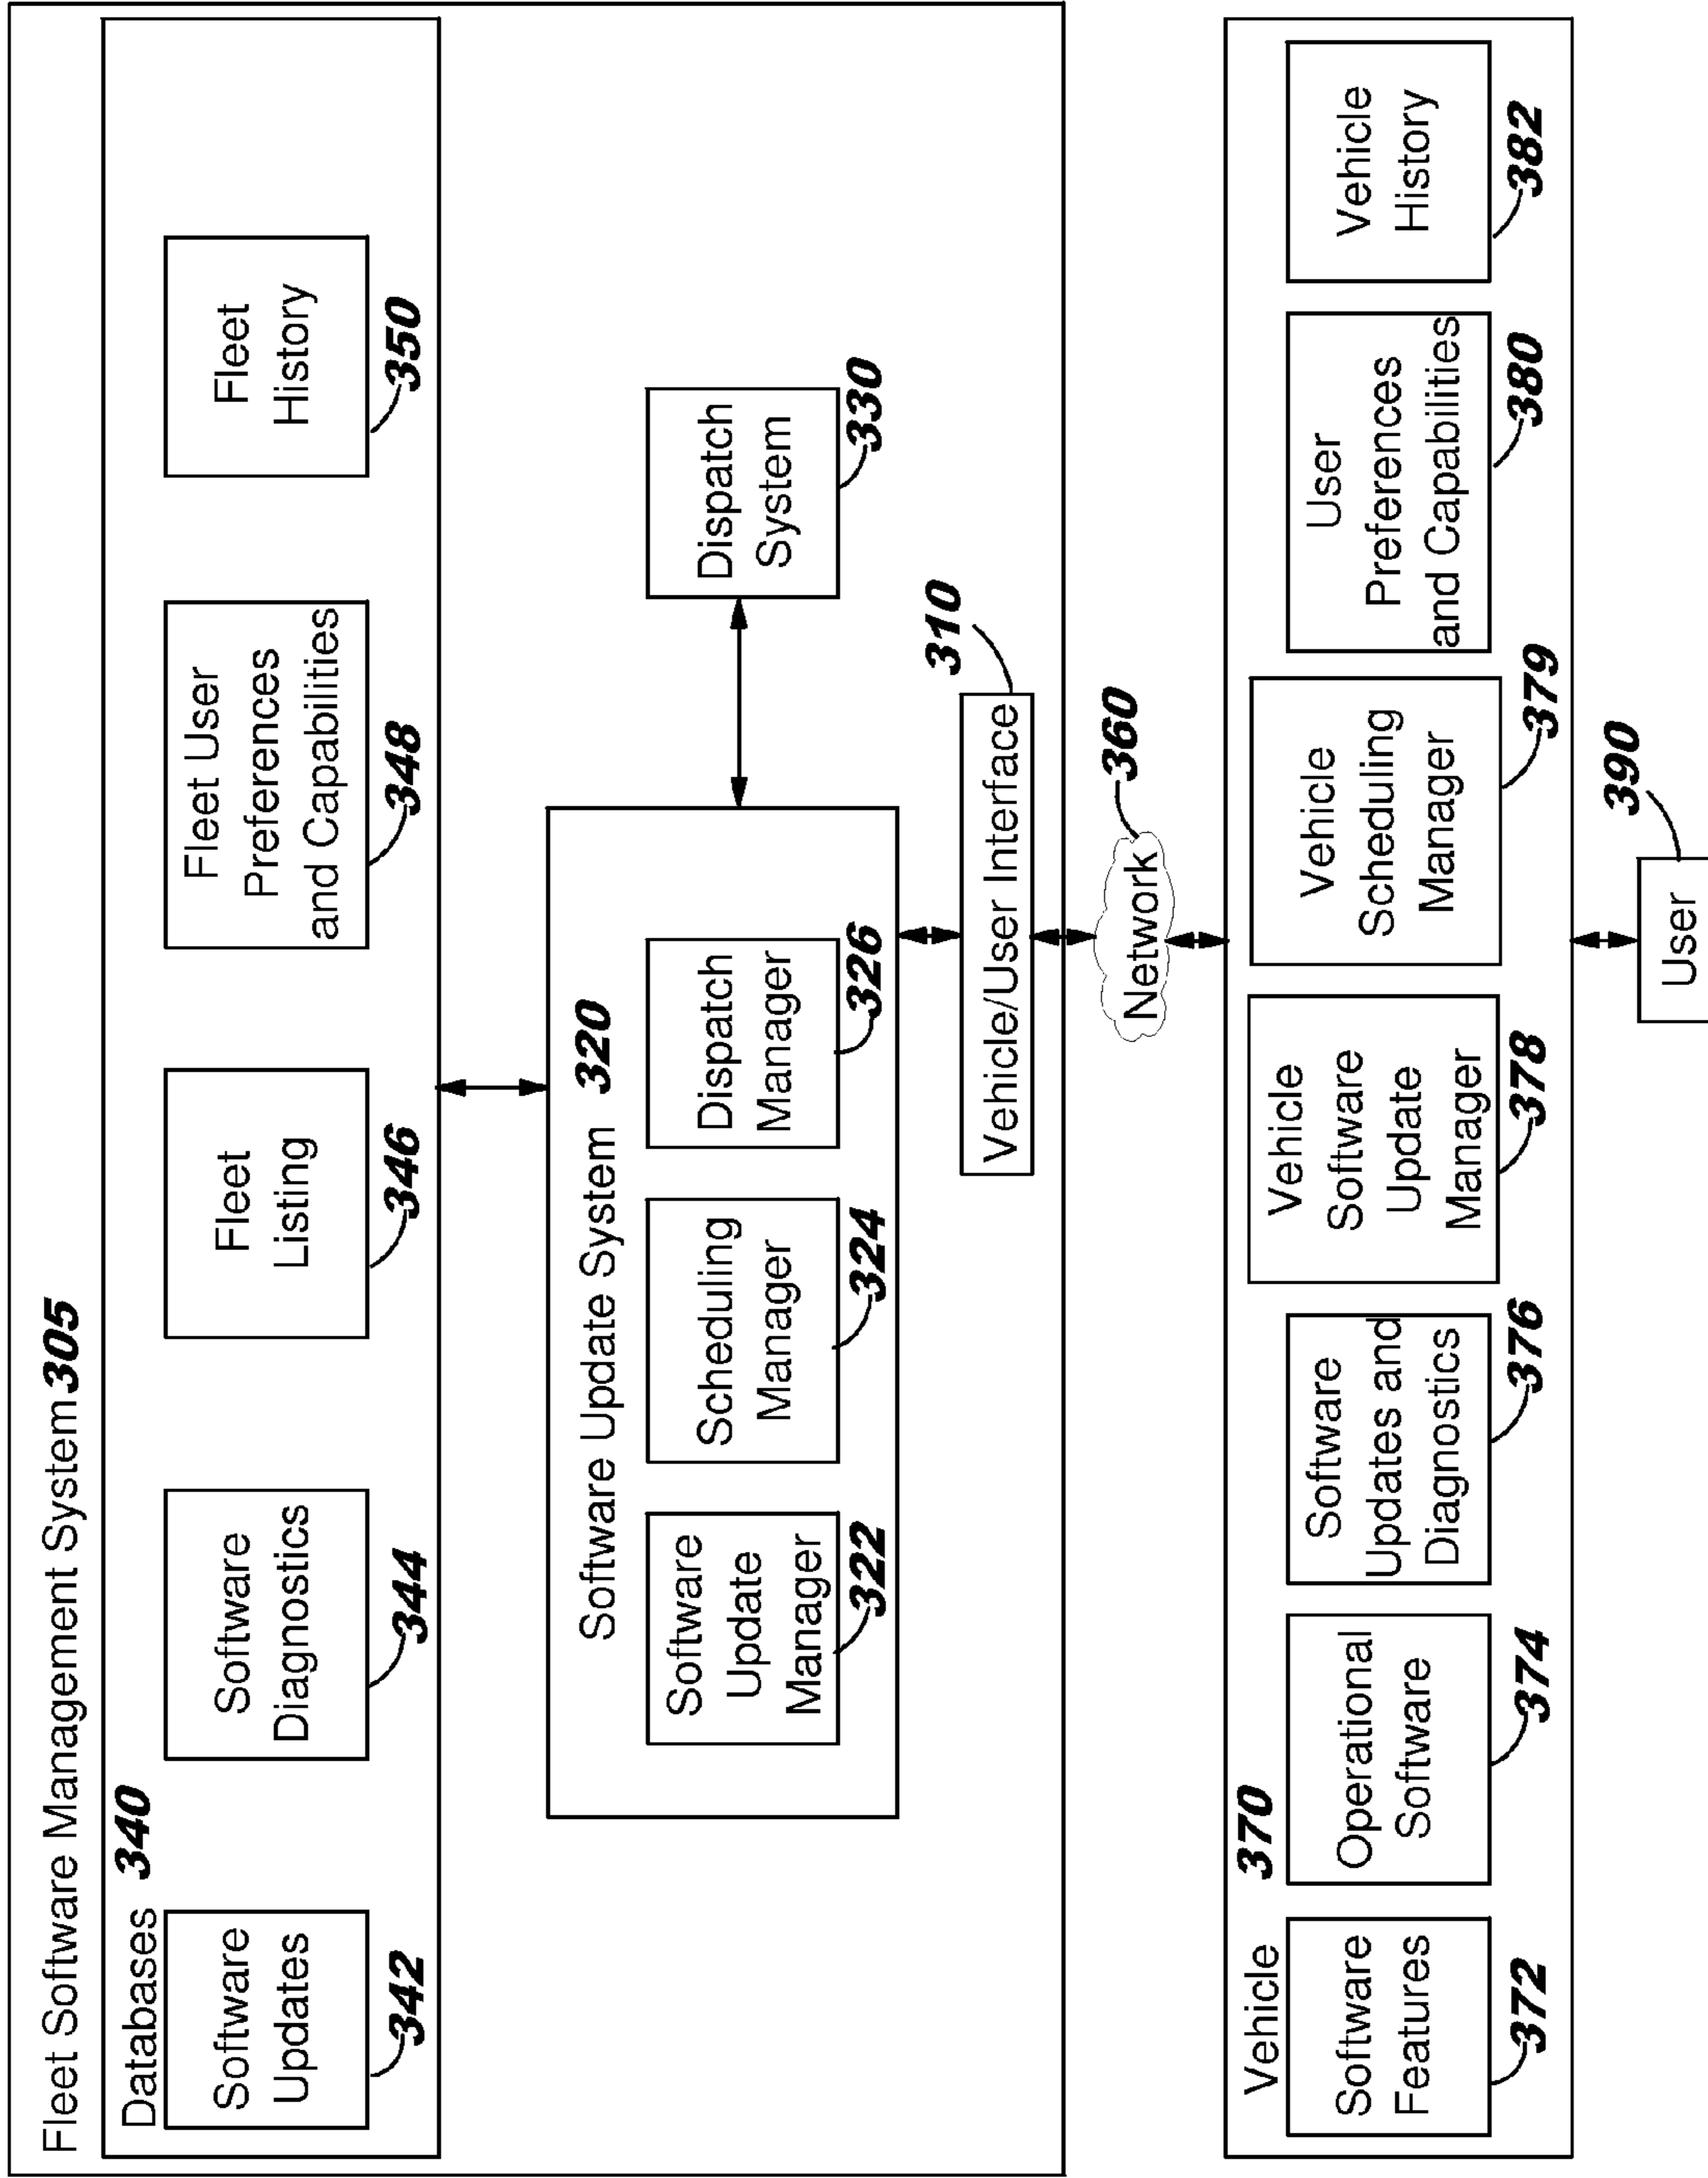 Fleet Software Management System 305
Databases 340
Software
Updates
342
Software
Diagnostics
344
Fleet
Listing
346
Fleet User
Preferences
and Capabilities
348
Fleet
History
350
Software Update System 320
Software
Update
Manager
322
Scheduling
Manager
324
Dispatch
Manager
326
Dispatch
System
330
Vehicle/User Interface
310
Network
360
Vehicle 370
Software
Features
372
Operational
Software
374
Software
Updates and
Diagnostics
376
Vehicle
Software
Update
Manager
378
Vehicle
Scheduling
Manager
379
User
Preferences
and Capabilities
380
Vehicle
History
382
User
390